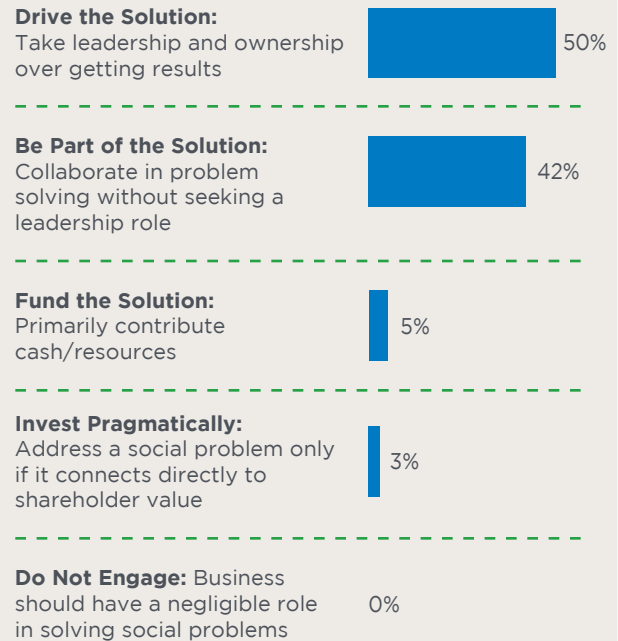 Drive the Solution:
Take leadership and ownership
over getting results
50%
Be Part of the Solution:
Collaborate in problem
solving without seeking a
leadership role
42%
Fund the Solution:
Primarily contribute
cash/resources
5%
Invest Pragmatically:
Address a social problem only
if it connects directly to
shareholder value
3%
Do Not Engage: Business
should have a negligible role
in solving social problems
0%